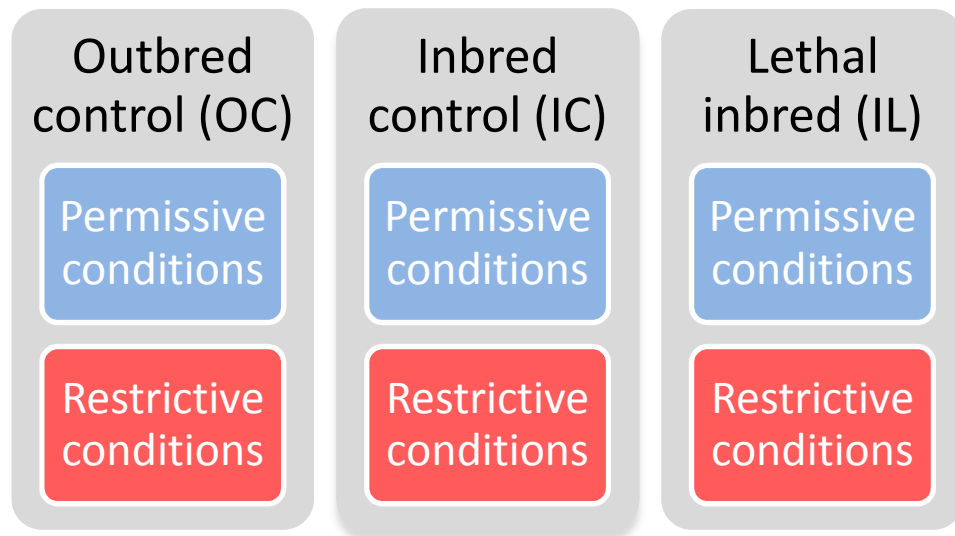 Outbred
control (OC)
Permissive
conditions
Restrictive
conditions
Inbred
control (IC)
Permissive
conditions
Restrictive
conditions
Lethal
inbred (IL)
Permissive
conditions
Restrictive
conditions